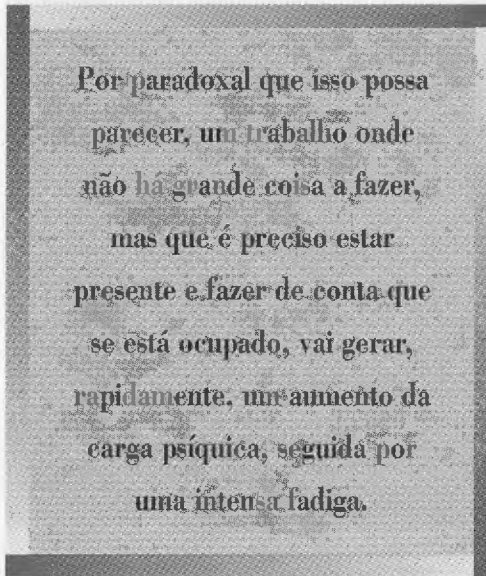 Por paradoxal que isso possa
parecer, um trabalho onde
não há grande coisa a fazer,
mas que é preciso estar
presente e fazer de conta que
se está ocupado, vai gerar,
rapidamente, um aumento da
carga psíquica, seguida por
uma intensa fadiga.